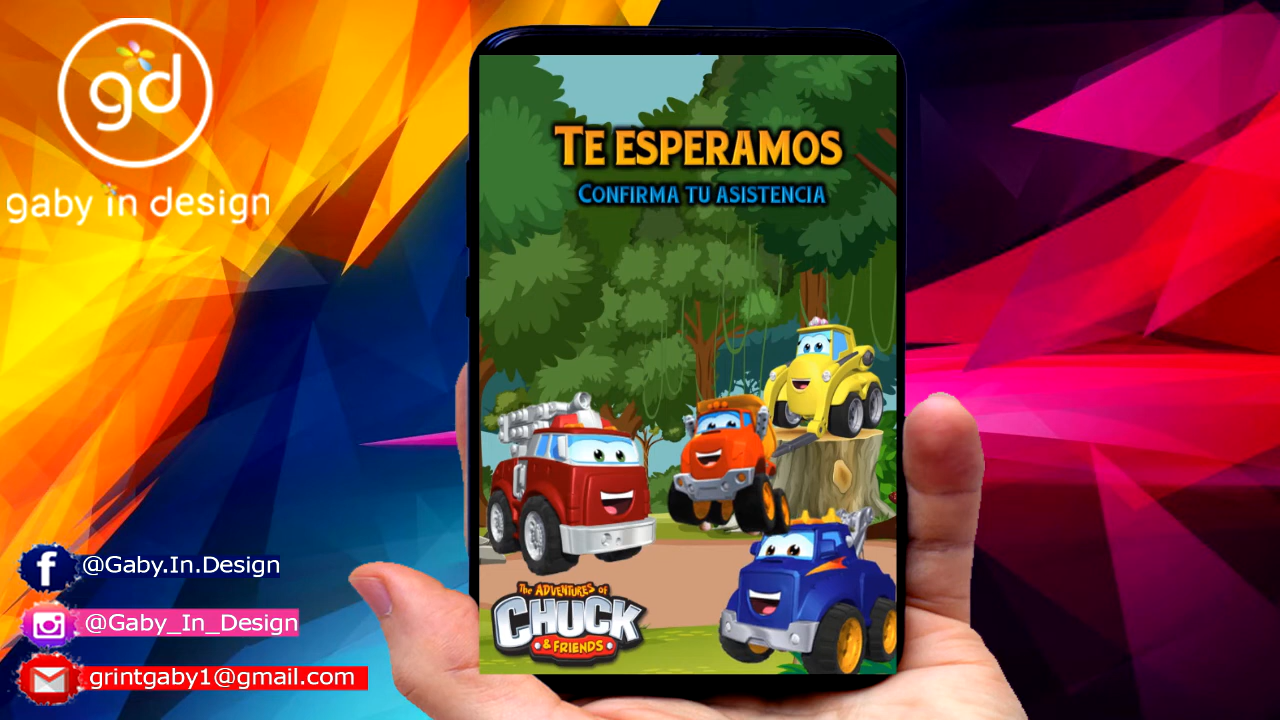 gd
gaby in design
TE ESPERAMOS
CONFIRMA TU ASISTENCIA
The ADVENTURES of
CHUCK
& FRIENDS
@Gaby.In.Design
@Gaby_In_Design
grintgaby1@gmail.com